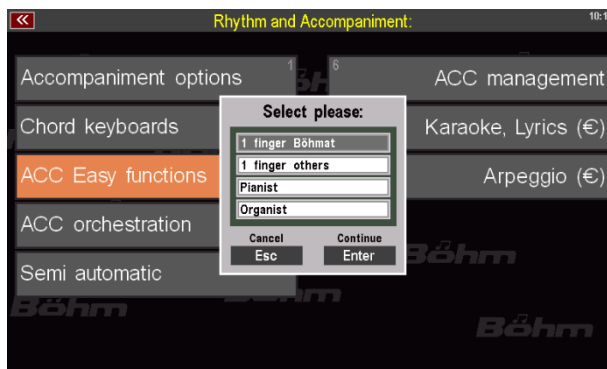 Rhythm and Accompaniment:
10:1
Accompaniment options
1
6
ACC management
Chord keyboards
Karaoke, Lyrics (€)
ACC Easy functions
Arpeggio (€)
ACC orchestration
Semi automatic
Select please:
1 finger Böhmat
1 finger others
Pianist
Organist
Cancel
Continue
Esc
Enter
Böhm
Böhm
Böhm